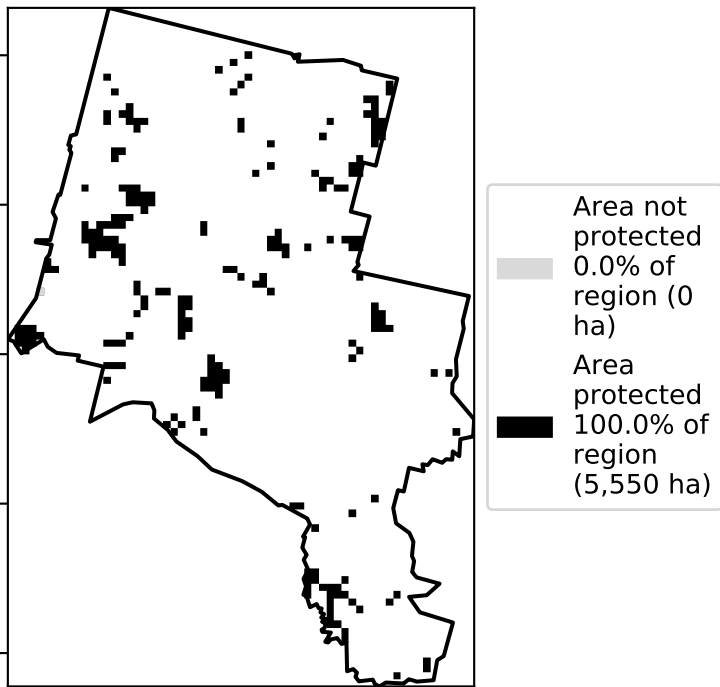 Area not
protected
0.0% of
region (0
ha)
Area
protected
100.0% of
region
(5,550 ha)